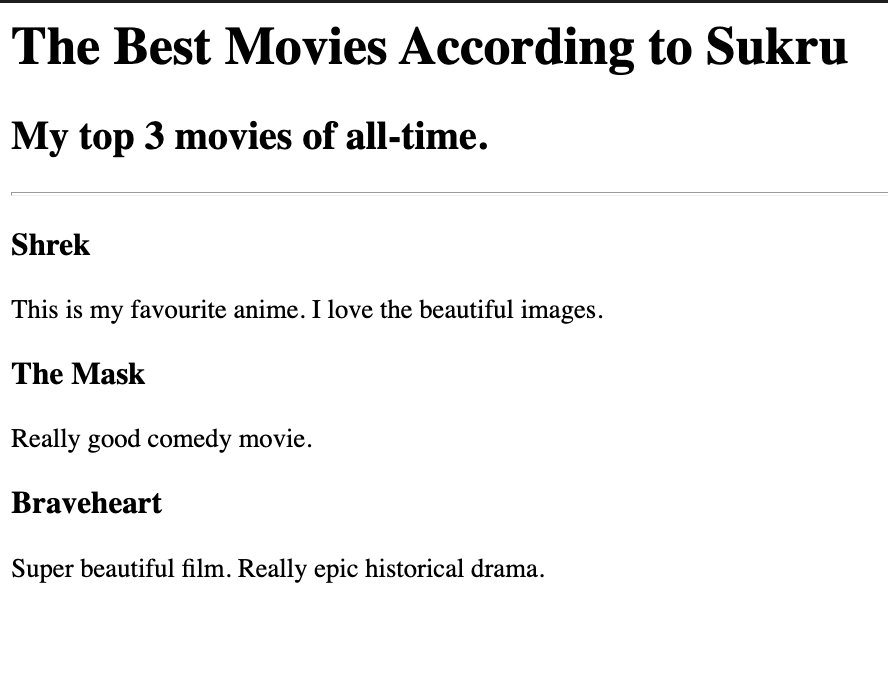 The Best Movies According to Sukru
My top 3 movies of all-time.
Shrek
This is my favourite anime. I love the beautiful images.
The Mask
Really good comedy movie.
Braveheart
Super beautiful film. Really epic historical drama.